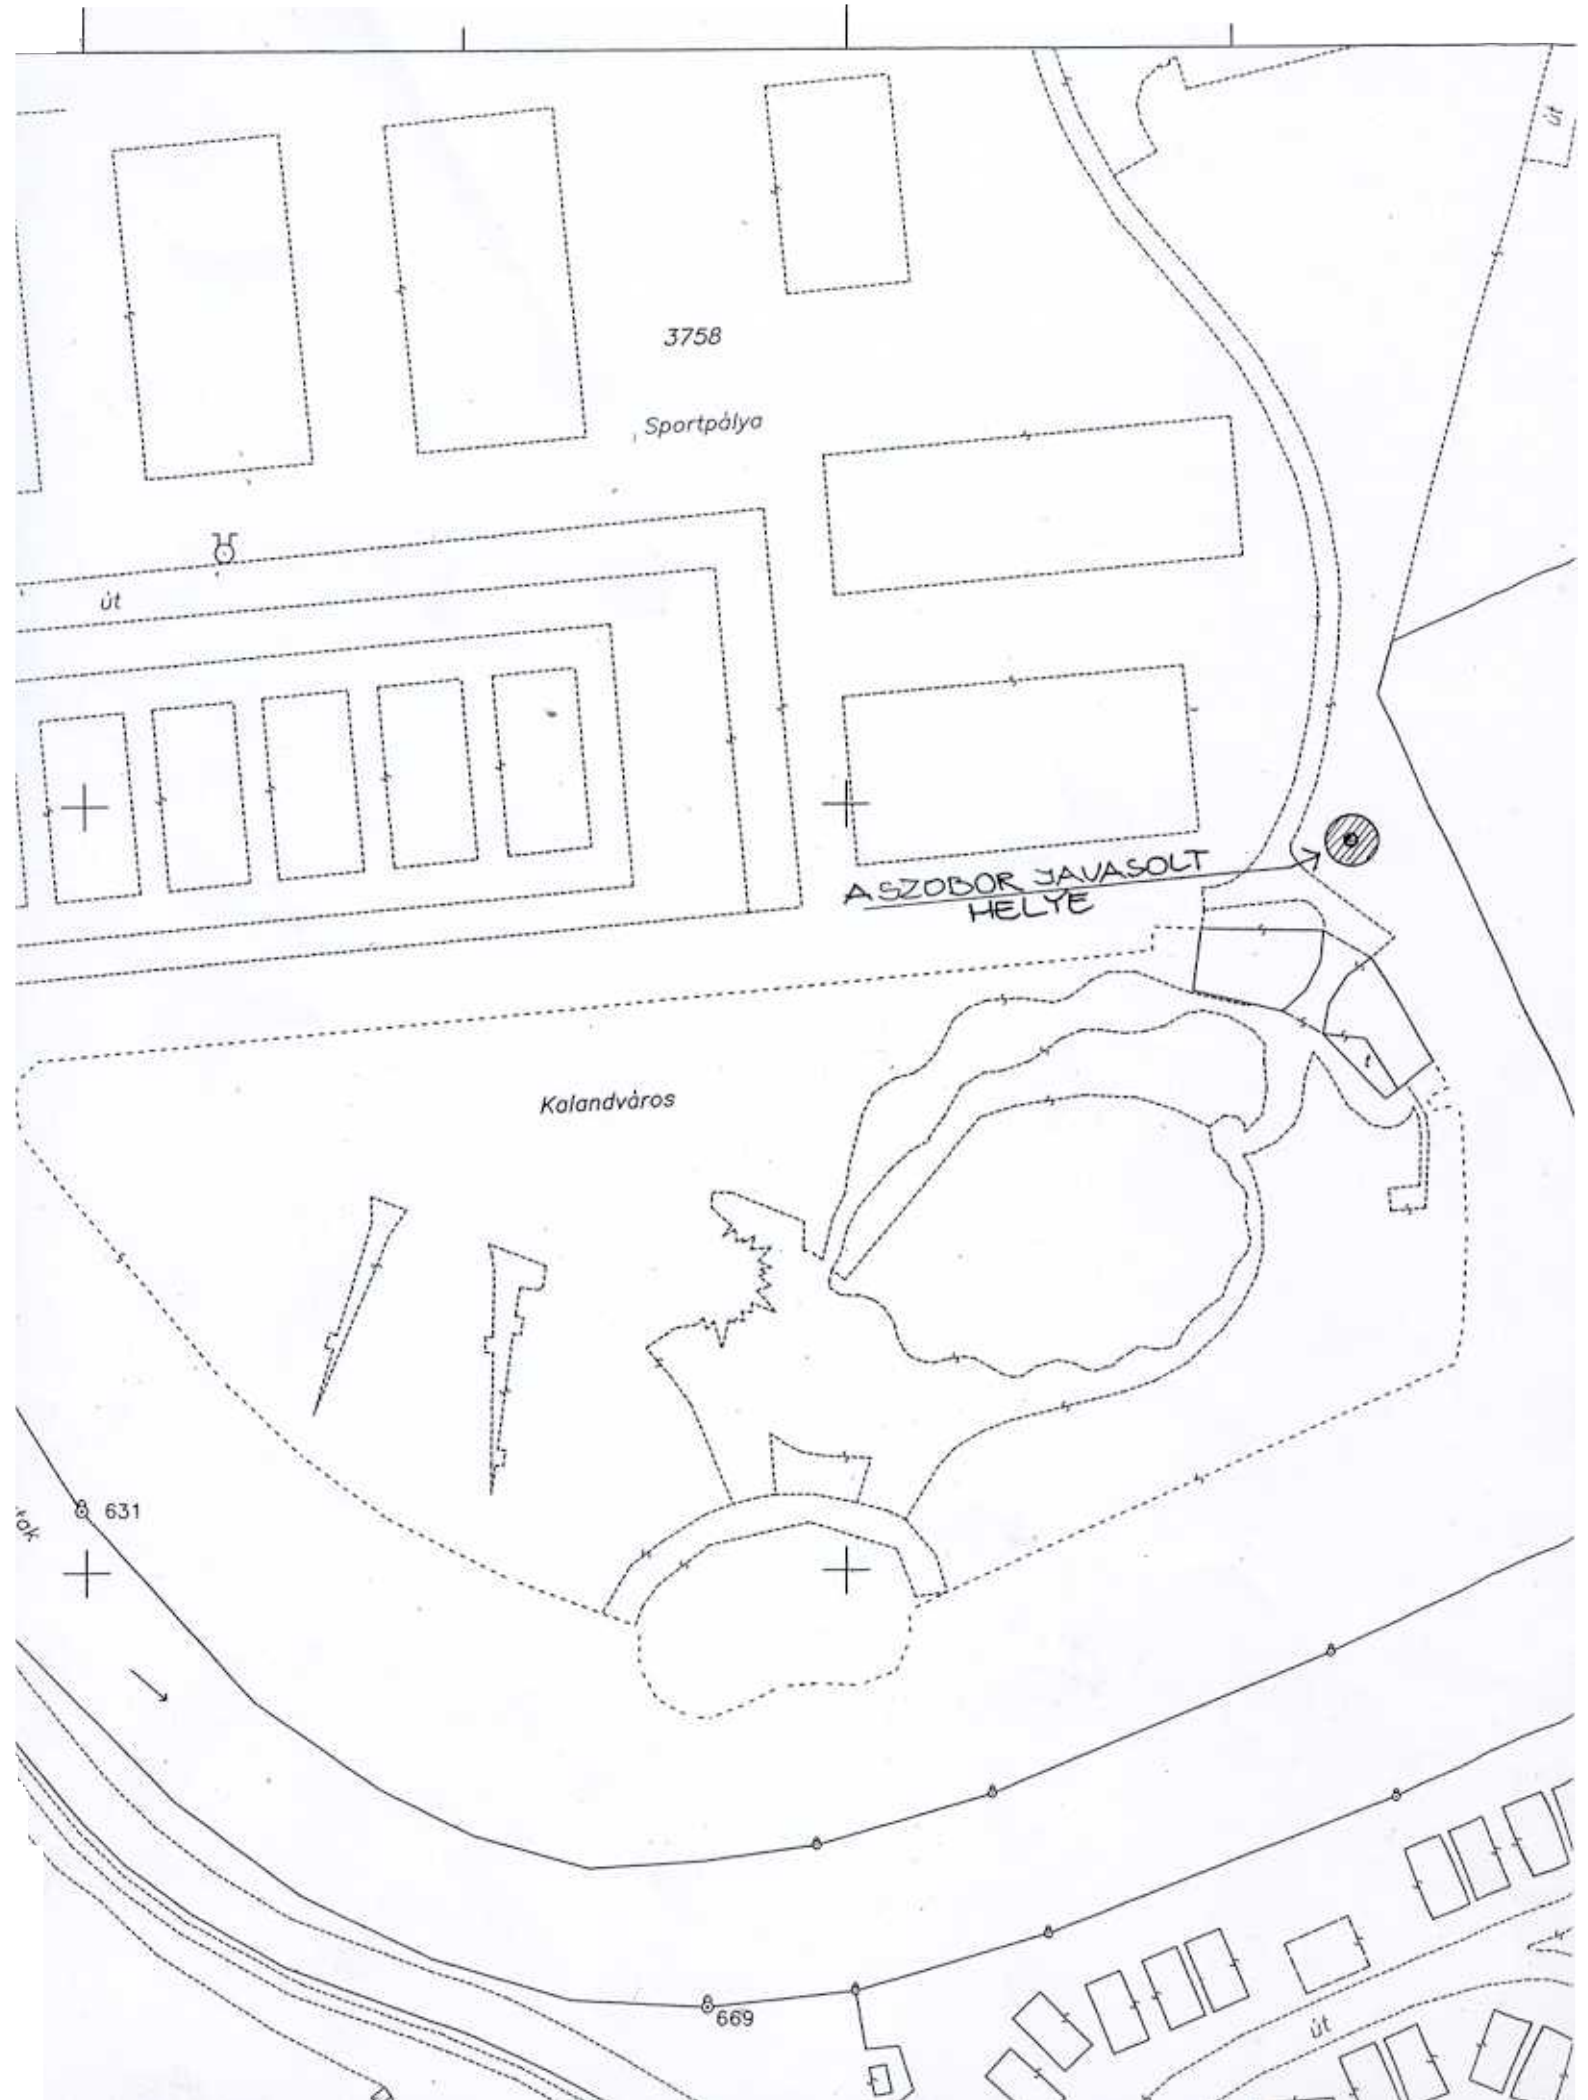 út
3758
Sportpálya
út
A SZOBOR JAVASOLT
HELYE
Kalandváros
631
669
út